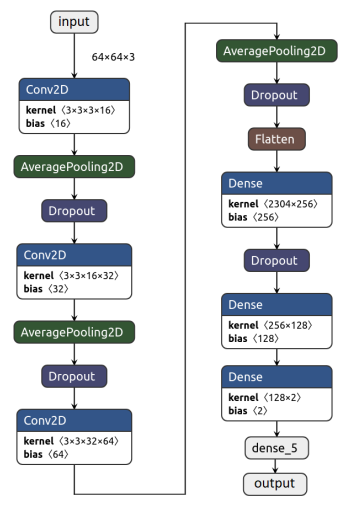 input
64×64×3
Conv2D
kernel 〈3×3×3×16〉
bias 〈16〉
AveragePooling2D
Dropout
Conv2D
kernel 〈3×3×16×32〉
bias 〈32〉
AveragePooling2D
Dropout
Conv2D
kernel 〈3×3×32×64〉
bias 〈64〉
AveragePooling2D
Dropout
Flatten
Dense
kernel 〈2304×256〉
bias 〈256〉
Dropout
Dense
kernel 〈256×128〉
bias 〈128〉
Dense
kernel 〈128×2〉
bias 〈2〉
dense_5
output